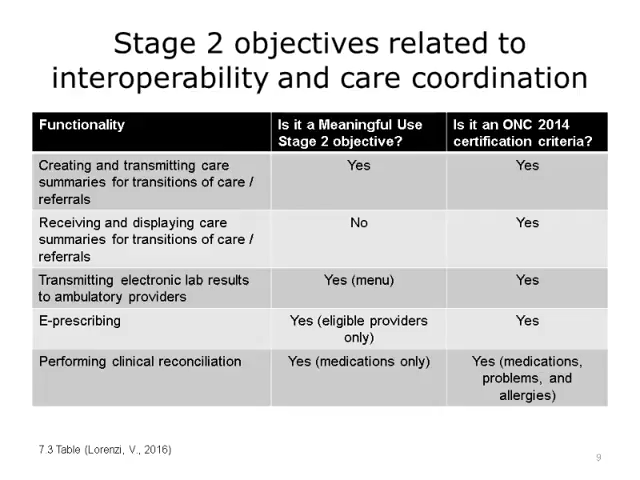 Stage 2 objectives related to
interoperability and care coordination
Functionality
Is it a Meaningful Use
Stage 2 objective?
Is it an ONC 2014
certification criteria?
Creating and transmitting care
summaries for transitions of care /
referrals
Yes
Yes
Receiving and displaying care
summaries for transitions of care /
referrals
No
Yes
Transmitting electronic lab results
to ambulatory providers
Yes (menu)
Yes
E-prescribing
Yes (eligible providers
only)
Yes
Performing clinical reconciliation
Yes (medications only)
Yes (medications,
problems, and
allergies)
7.3 Table (Lorenzi, V., 2016)
9